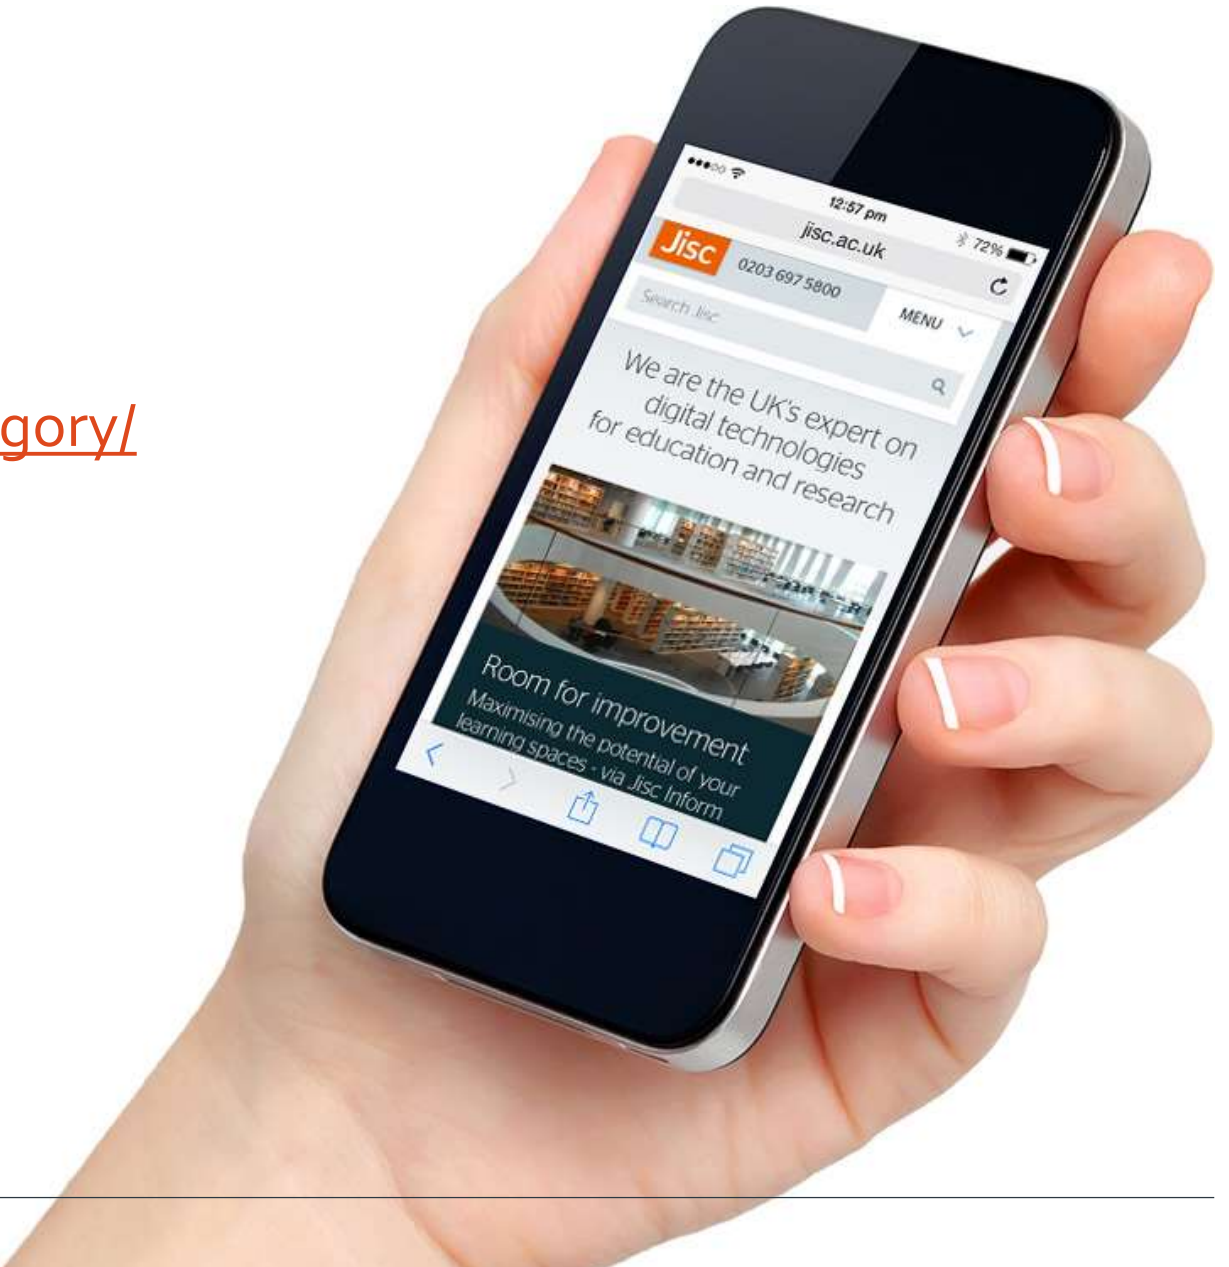 12:57 pm
72%
jisc.ac.uk
Jisc
0203 697 5800
MENU
Search Jisc
We are the UK's expert on
digital technologies
for education and research
gory/
Room for improvement
Maximising the potential of your
learning spaces - via Jisc Inform